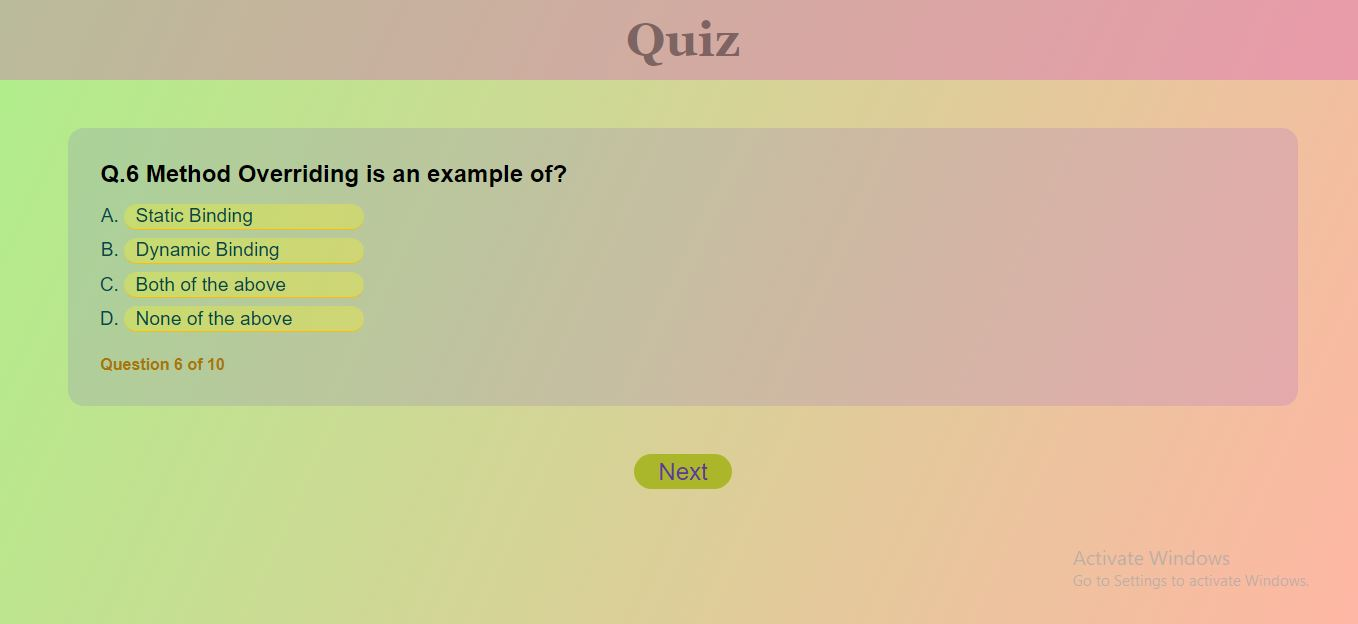 Quiz
Q.6 Method Overriding is an example of?
A. Static Binding
B. Dynamic Binding
C. Both of the above
D. None of the above
Question 6 of 10
Next
Activate Windows
Go to Settings to activate Windows.